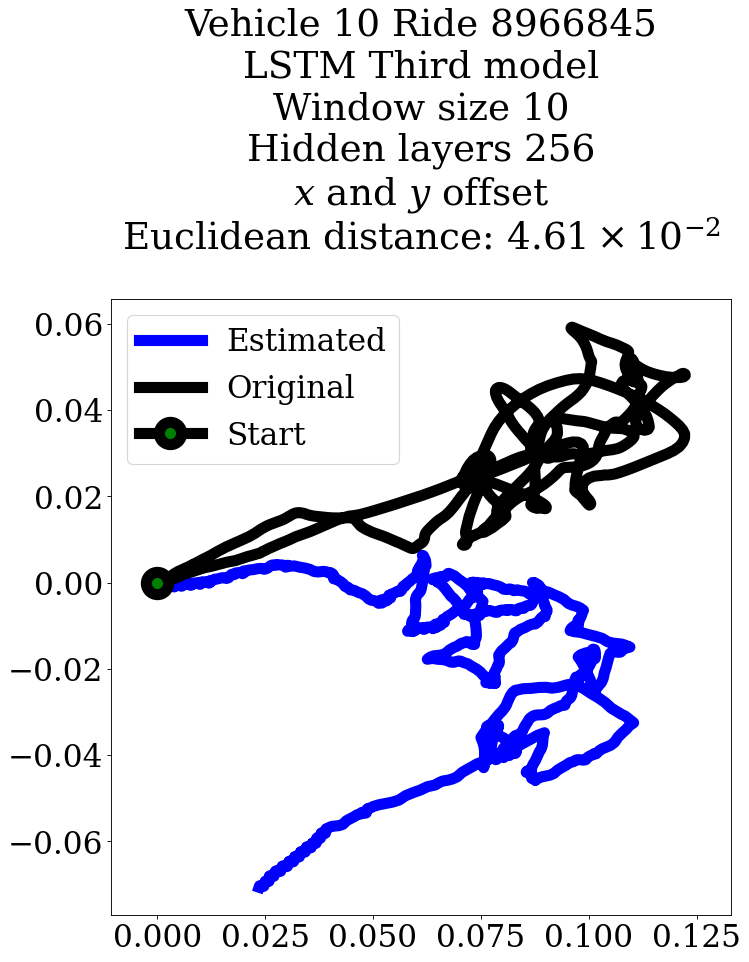 Vehicle 10 Ride 8966845
LSTM Third model
Window size 10
Hidden layers 256
x and y offset
Euclidean distance: 4.61 × 10⁻²
Estimated
Original
Start
0.06
0.04
0.02
0.00
−0.02
−0.04
−0.06
0.000 0.025 0.050 0.075 0.100 0.125